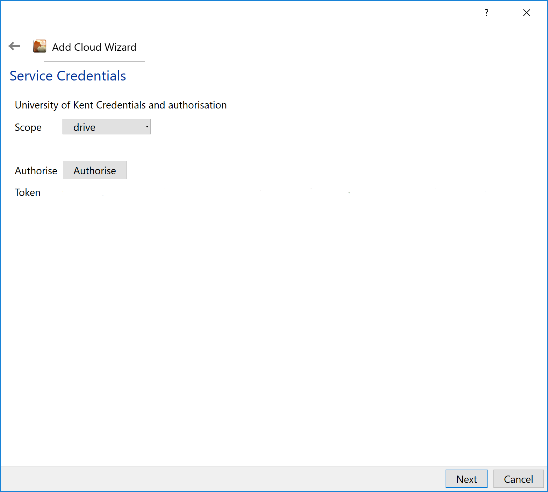 ?
Add Cloud Wizard
Service Credentials
University of Kent Credentials and authorisation
Scope drive
Authorise Authorise
Token
Next Cancel